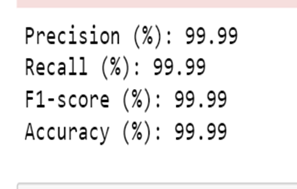 Precision (%): 99.99
Recall (%): 99.99
F1-score (%): 99.99
Accuracy (%): 99.99